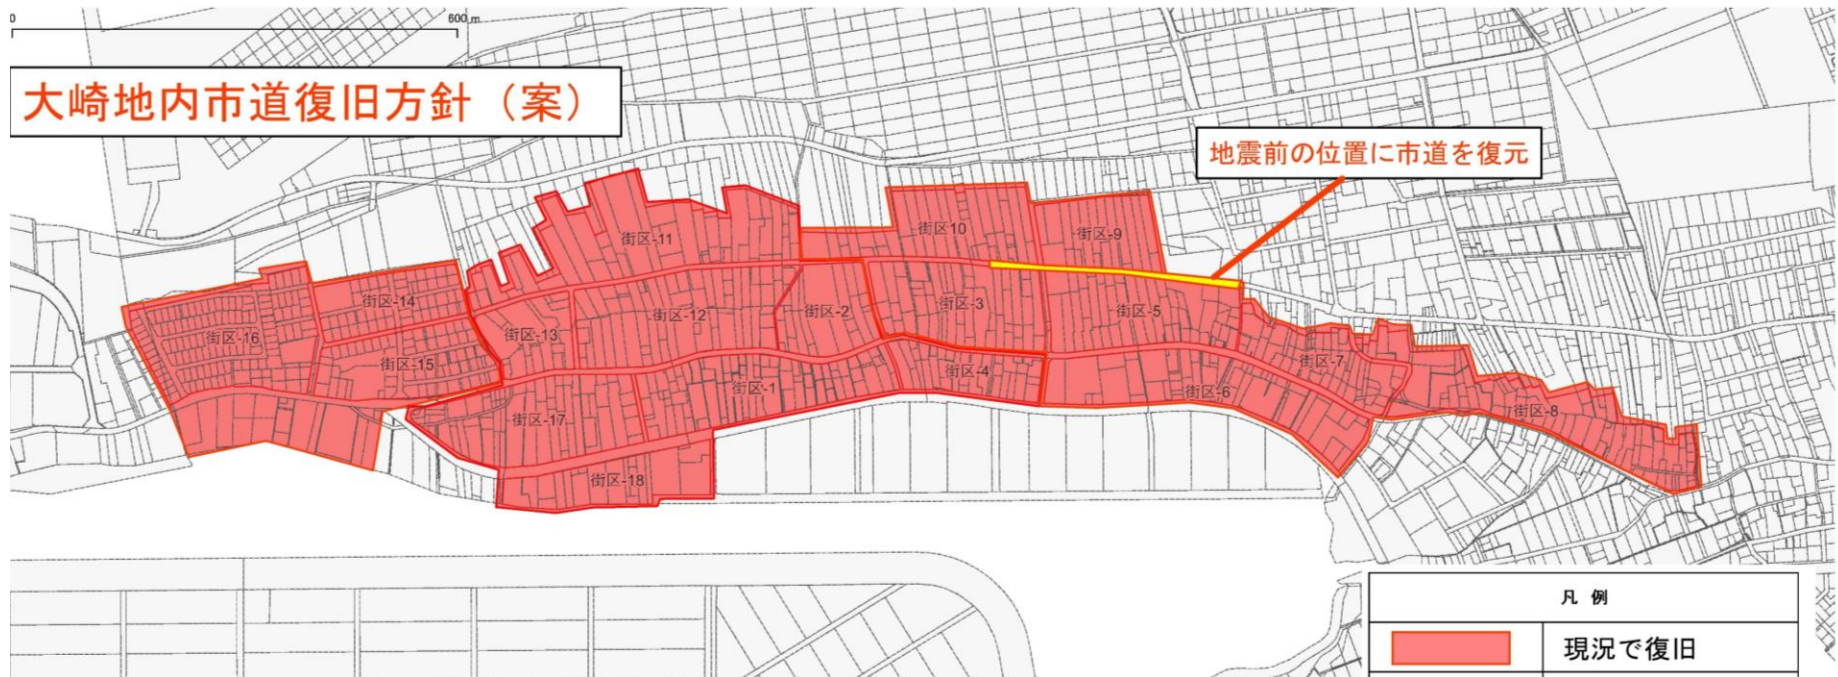 0
600 m
大崎地内市道復旧方針（案）
地震前の位置に市道を復元
街区-11
街区10
街区-9
街区-14
街区-16
街区-15
街区-13
街区-12
街区-2
街区-3
街区-5
街区-7
街区-17
街区-1
街区-4
街区-6
街区-8
街区-18
凡 例
現況で復旧